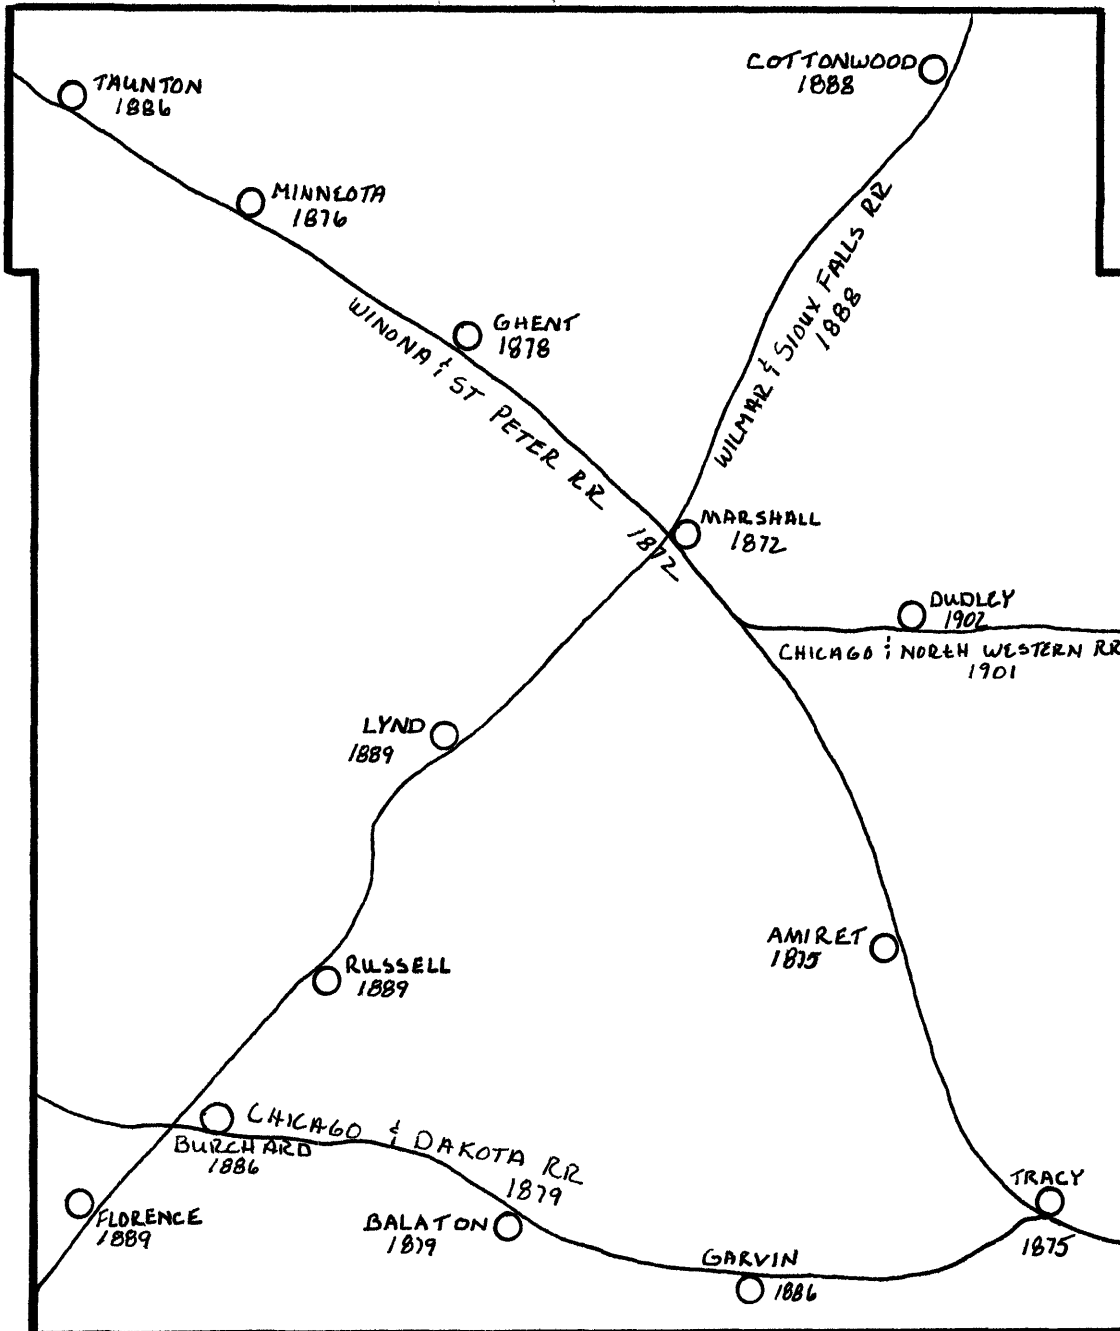 TAUNTON
1886
COTTONWOOD
1888
MINNEOTA
1876
GHENT
1878
WINONA & ST PETER RR 1872
WILMAR & SIOUX FALLS RR
1888
MARSHALL
1872
DUDLEY
1902
CHICAGO & NORTH WESTERN RR
1901
LYND
1889
AMIRET
1875
RUSSELL
1889
CHICAGO & DAKOTA RR
1879
BURCHARD
1886
FLORENCE
1889
BALATON
1879
GARVIN
1886
TRACY
1875